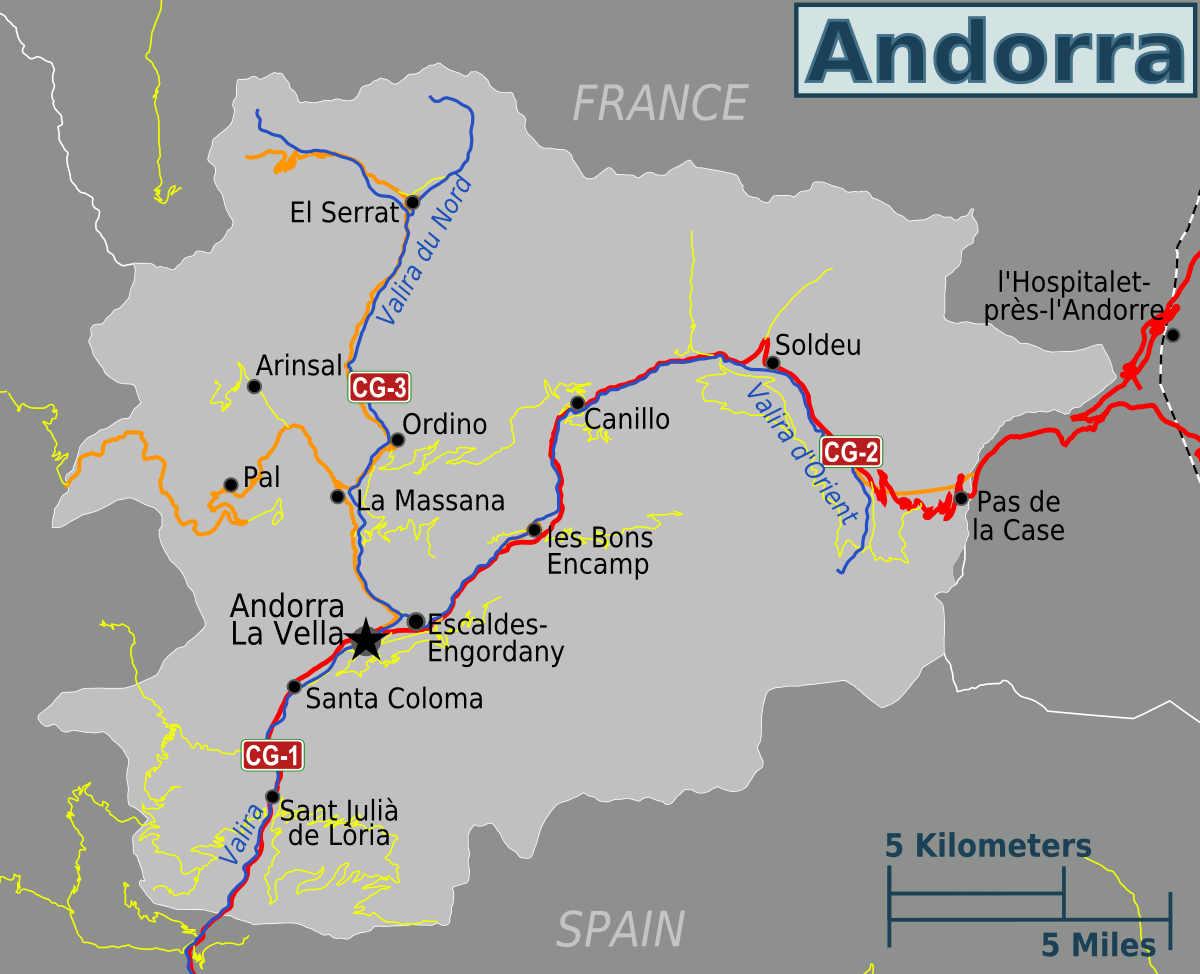 Andorra
FRANCE
El Serrat
Valira du Nord
l'Hospitalet-
près-l'Andorre
Soldeu
Arinsal
CG-3
Ordino
Canillo
Valira d'Orient
CG-2
Pal
La Massana
Pas de
la Case
les Bons
Encamp
Andorra
La Vella
Escaldes-
Engordany
Santa Coloma
CG-1
Valira
Sant Julià
de Lòria
5 Kilometers
5 Miles
SPAIN